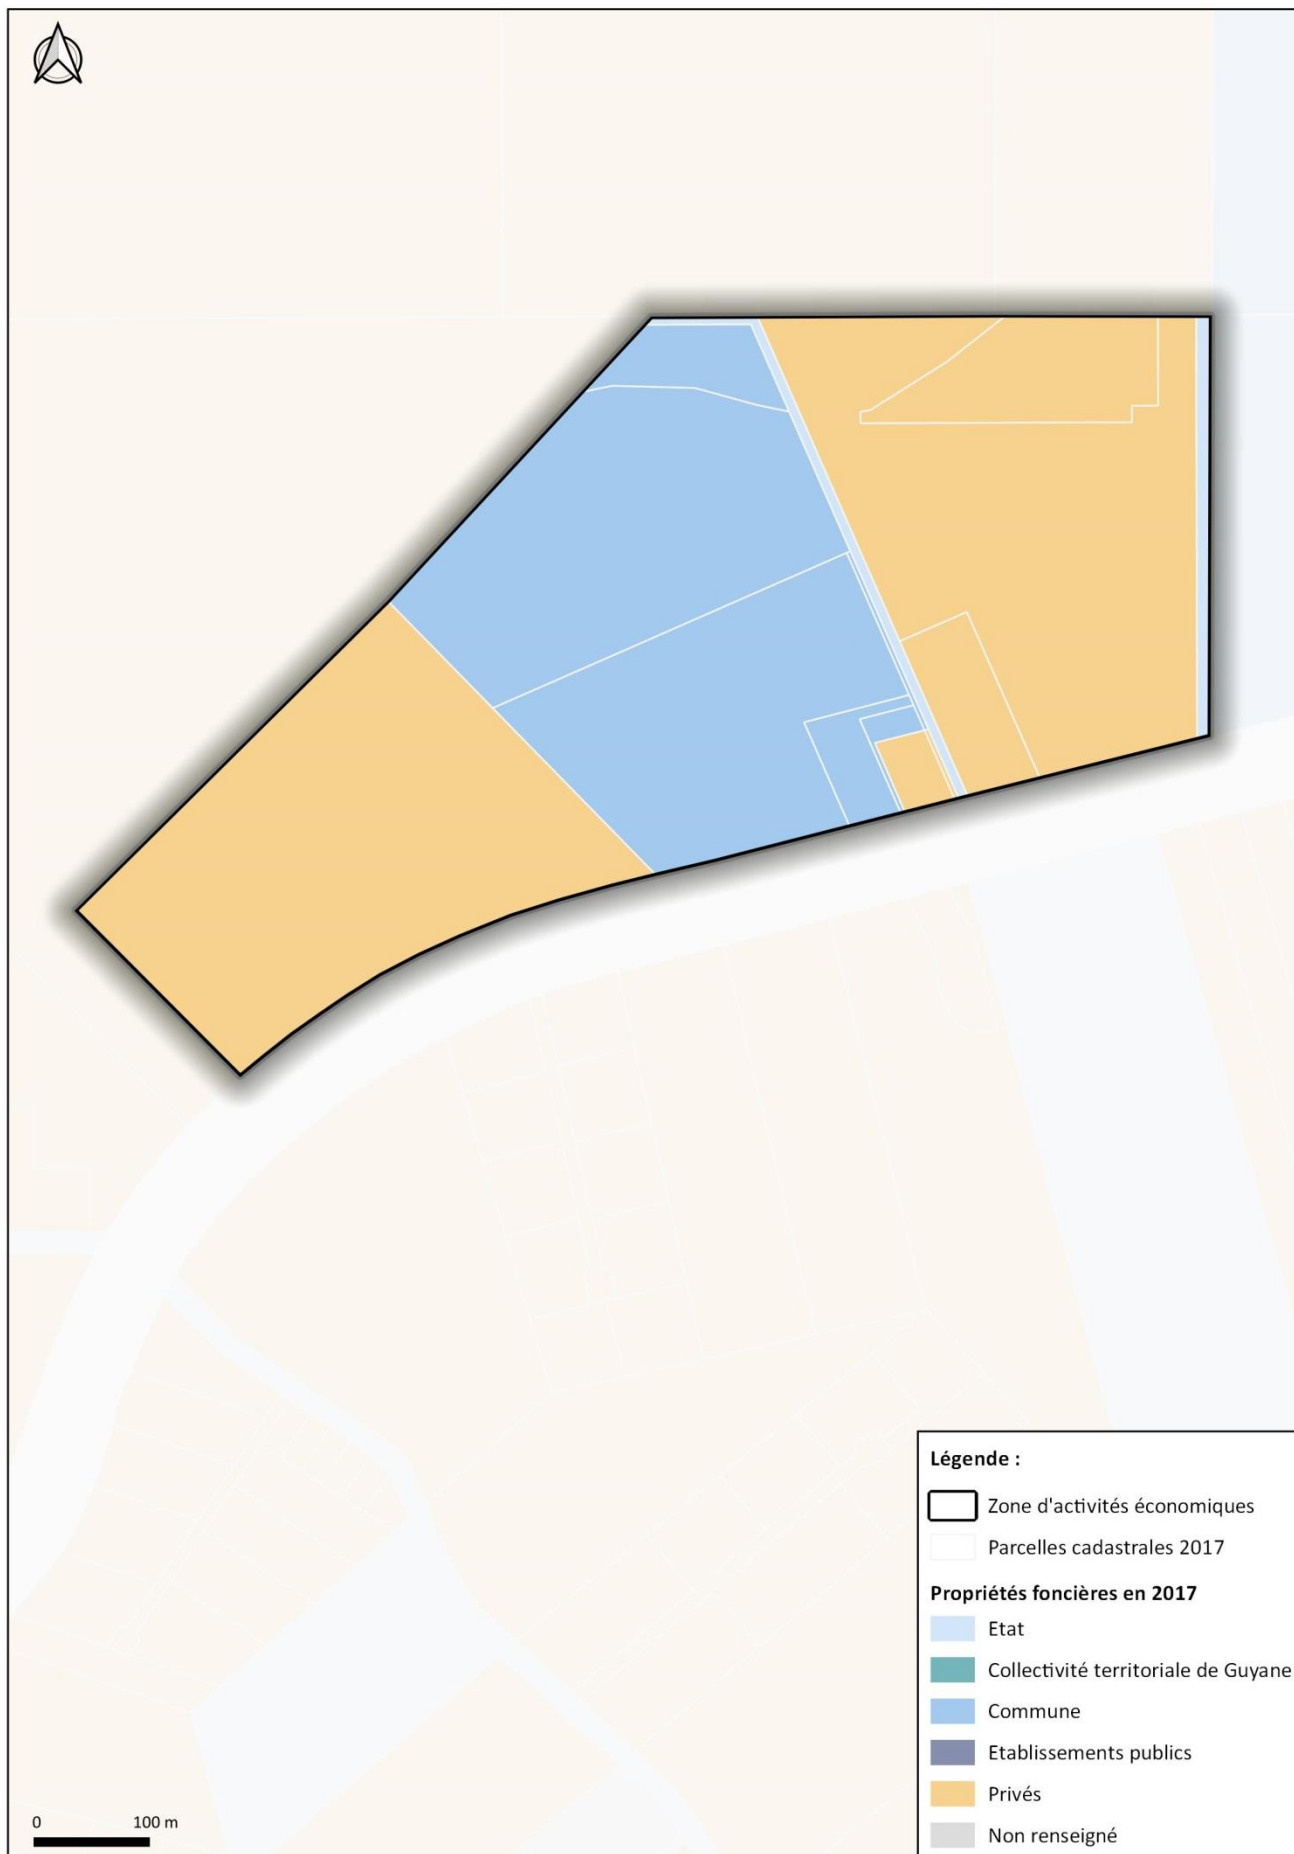 Légende :
Zone d'activités économiques
Parcelles cadastrales 2017
Propriétés foncières en 2017
Etat
Collectivité territoriale de Guyane
Commune
Etablissements publics
Privés
Non renseigné
0 100 m